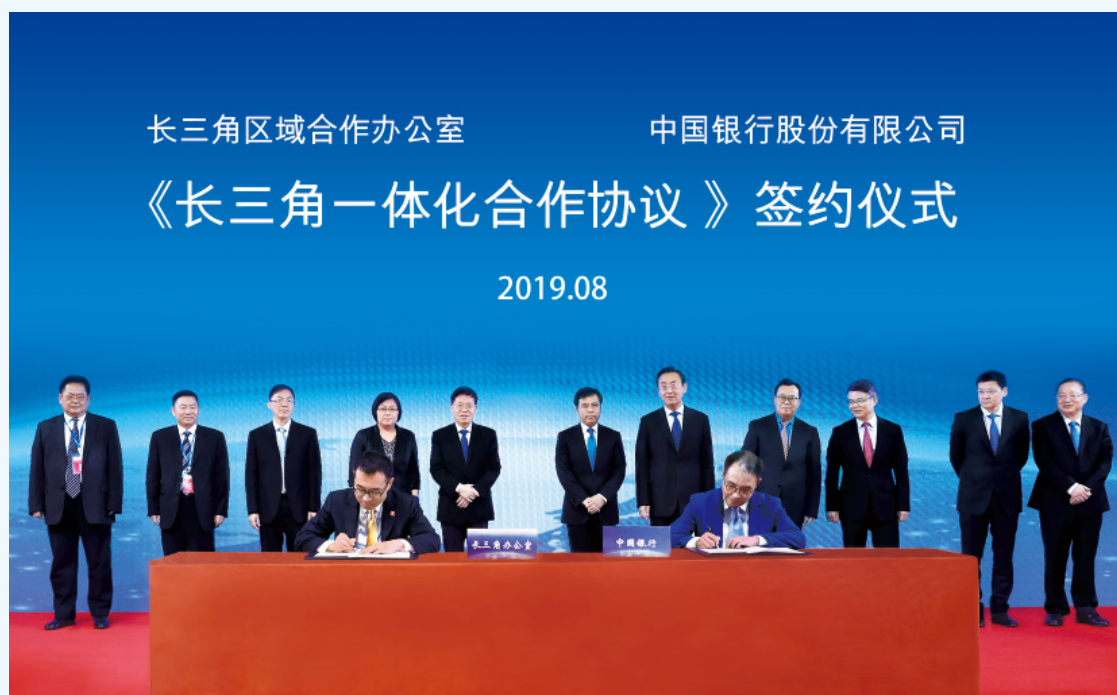 长三角区域合作办公室 中国银行股份有限公司
《长三角一体化合作协议》签约仪式
2019.08
长三角办公室 中国银行